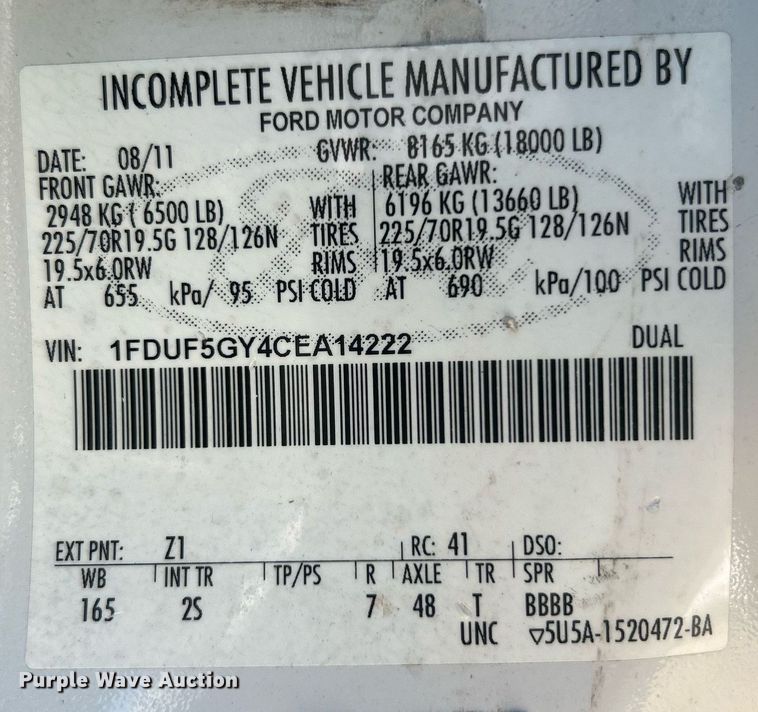 INCOMPLETE VEHICLE MANUFACTURED BY
FORD MOTOR COMPANY
DATE: 08/11 GVWR: 8165 KG (18000 LB)
FRONT GAWR: REAR GAWR:
2948 KG ( 6500 LB) WITH 6196 KG (13660 LB) WITH
225/70R19.5G 128/126N TIRES 225/70R19.5G 128/126N TIRES
19.5x6.0RW RIMS 19.5x6.0RW RIMS
AT 655 kPa/ 95 PSI COLD AT 690 kPa/100 PSI COLD
VIN: 1FDUF5GY4CEA14222 DUAL
EXT PNT: Z1 RC: 41 DSO:
WB INT TR TP/PS R AXLE TR SPR
165 2S 7 48 T BBBB
UNC ▽5U5A-1520472-BA
Purple Wave Auction